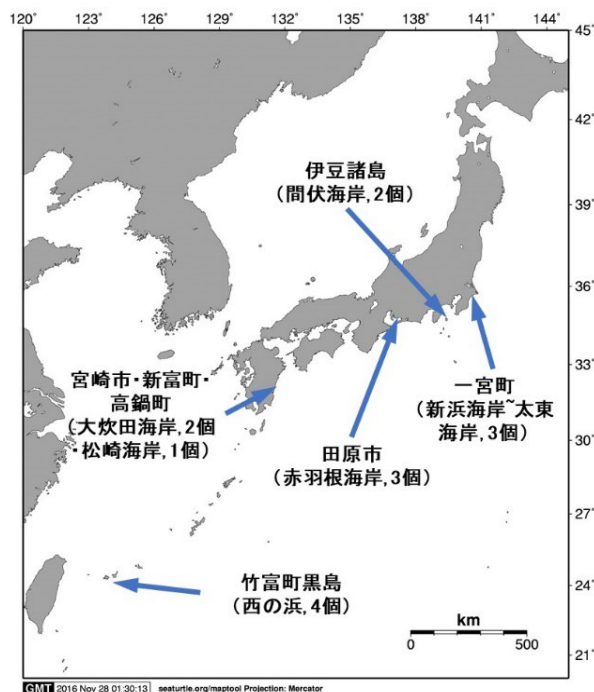 120˚ 123˚ 126˚ 129˚ 132˚ 135˚ 138˚ 141˚ 144˚
45˚
42˚
39˚
36˚
33˚
30˚
27˚
24˚
21˚
伊豆諸島
（間伏海岸,2個）
宮崎市・新富町・
高鍋町
（大炊田海岸,2個
・松崎海岸,1個）
一宮町
（新浜海岸~太東
海岸,3個）
田原市
（赤羽根海岸,3個）
竹富町黒島
（西の浜,4個）
km
0 500
GMT 2016 Nov 28 01:30:13 seaturtle.org/maptool Projection: Mercator